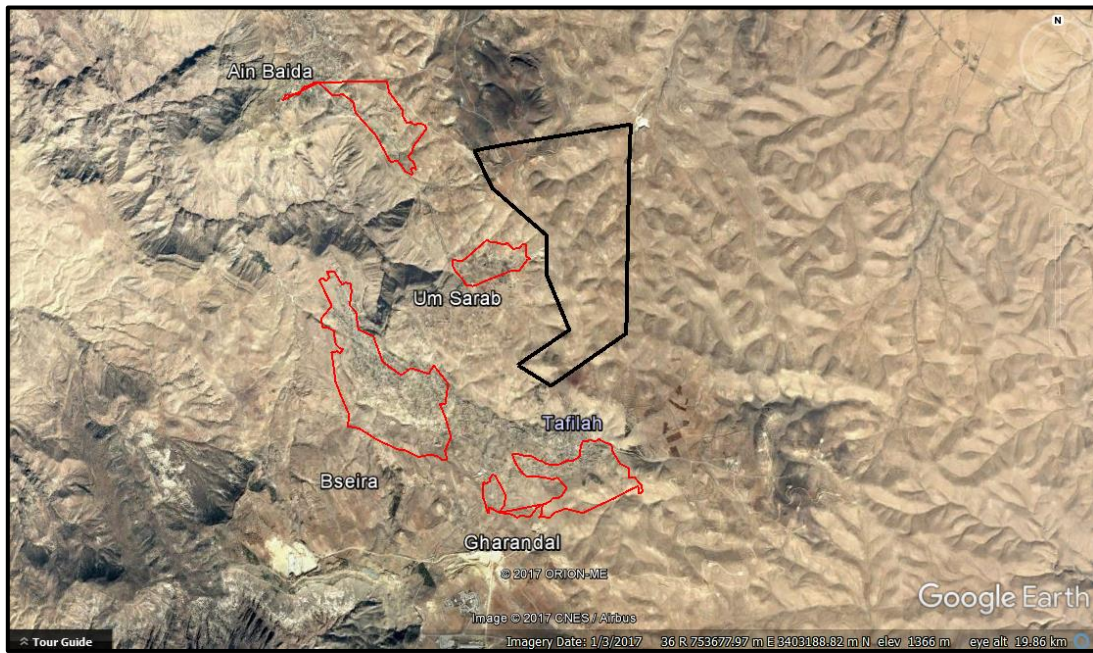 N
Ain Baida
Um Sarab
Tafilah
Bseira
Gharandal
© 2017 ORION-ME
Google Earth
Image © 2017 CNES / Airbus
Tour Guide
Imagery Date: 1/3/2017 36 R 753677.97 m E 3403188.82 m N elev 1366 m eye alt 19.86 km